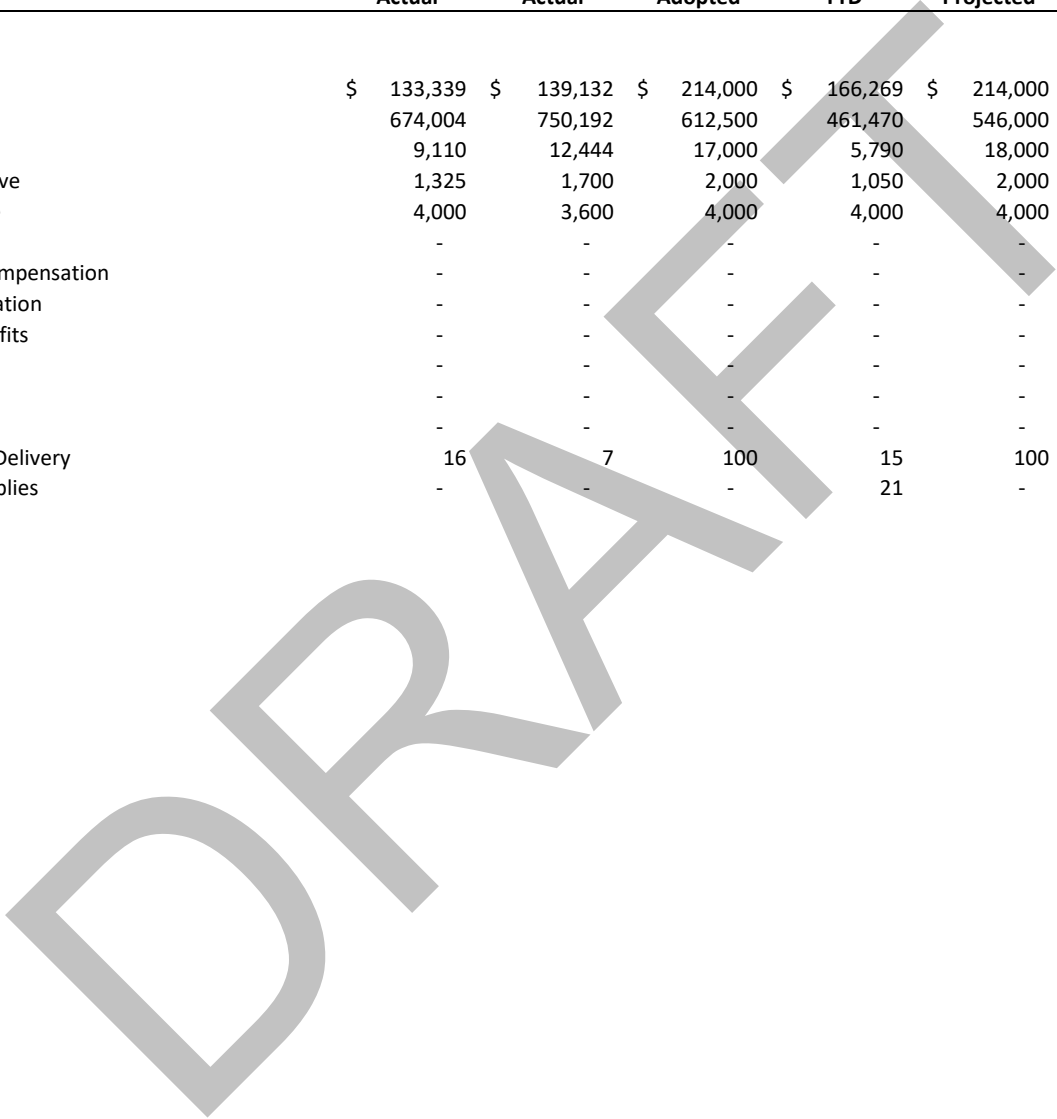 Actual Actual Adopted YTD Projected
$ 133,339 $ 139,132 $ 214,000 $ 166,269 $ 214,000
674,004 750,192 612,500 461,470 546,000
9,110 12,444 17,000 5,790 18,000
ve 1,325 1,700 2,000 1,050 2,000
4,000 3,600 4,000 4,000 4,000
- - - - -
mpensation - - - - -
ation - - - - -
fits - - - - -
- - - - -
- - - - -
- - - - -
Delivery 16 7 100 15 100
plies - - - 21 -
DRAFT